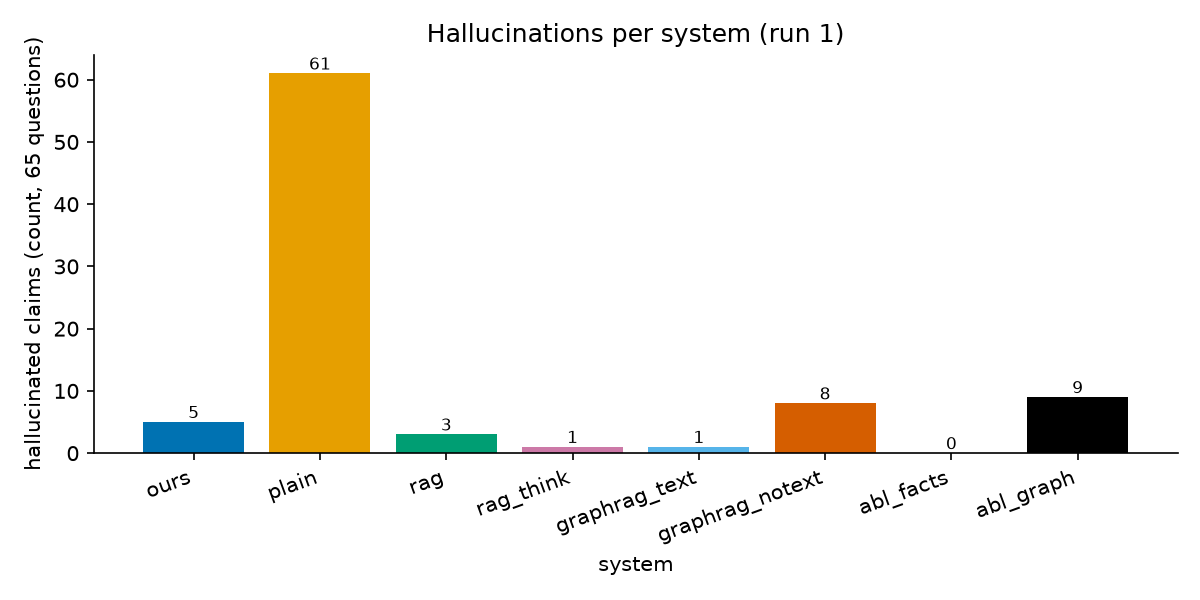 Hallucinations per system (run 1)
hallucinated claims (count, 65 questions)
60
50
40
30
20
10
0
5
61
3
1
1
8
0
9
ours
plain
rag
rag_think
graphrag_text
graphrag_notext
abl_facts
abl_graph
system